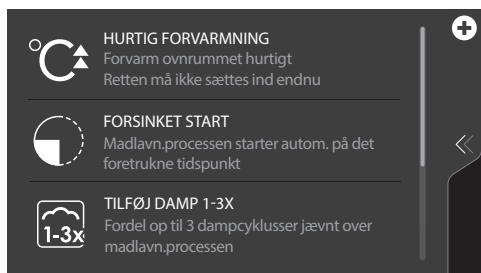 HURTIG FORVARMNING
Forvarm ovnrummet hurtigt
Retten må ikke sættes ind endnu
FORSINKET START
Madlavn.processen starter autom. på det
foretrukne tidspunkt
1-3x
TILFØJ DAMP 1-3X
Fordel op til 3 dampcyklusser jævnt over
madlavn.processen